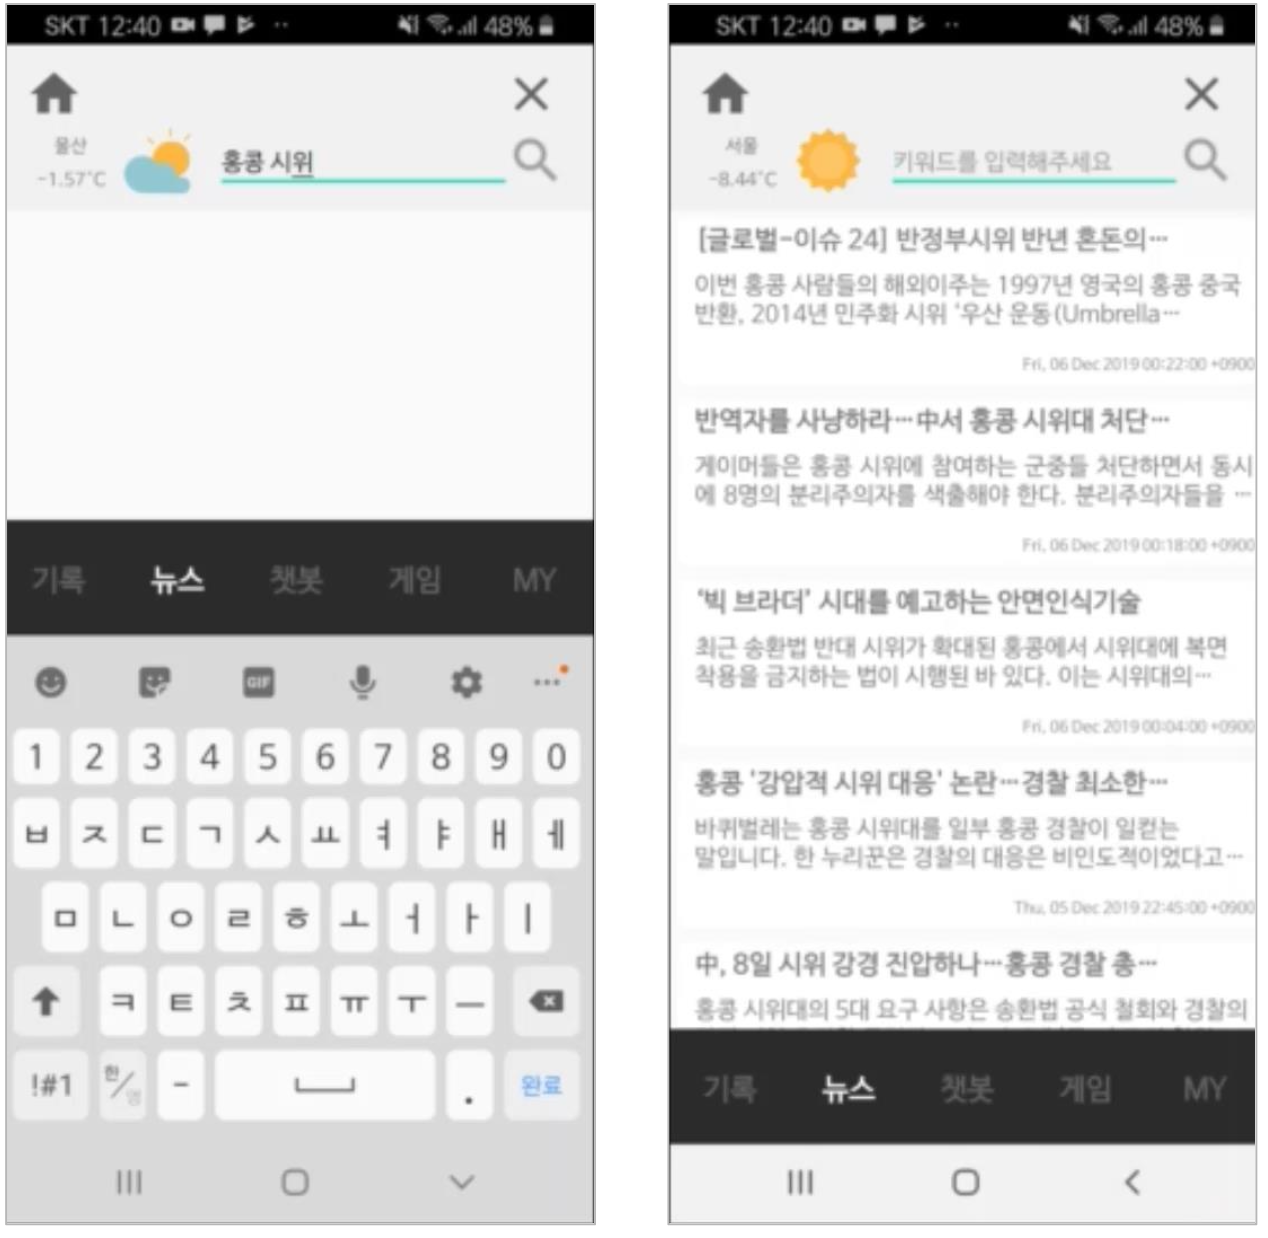 SKT 12:40
48%
울산
-1.57°C
홍콩 시위
기록 뉴스 챗봇 게임 MY
GIF
1 2 3 4 5 6 7 8 9 0
ㅂ ㅈ ㄷ ㄱ ㅅ ㅛ ㅕ ㅑ ㅐ ㅔ
ㅁ ㄴ ㅇ ㄹ ㅎ ㅗ ㅓ ㅏ ㅣ
ㅋ ㅌ ㅊ ㅍ ㅠ ㅜ ㅡ
!#1 한/영 - . 완료
SKT 12:40
48%
서울
-8.44°C
키워드를 입력해주세요
[글로벌-이슈 24] 반정부시위 반년 혼돈의…
이번 홍콩 사람들의 해외이주는 1997년 영국의 홍콩 중국
반환, 2014년 민주화 시위 '우산 운동(Umbrella…
Fri, 06 Dec 2019 00:22:00 +0900
반역자를 사냥하라…中서 홍콩 시위대 처단…
게이머들은 홍콩 시위에 참여하는 군중들 처단하면서 동시
에 8명의 분리주의자를 색출해야 한다. 분리주의자들을 …
Fri, 06 Dec 2019 00:18:00 +0900
'빅 브라더' 시대를 예고하는 안면인식기술
최근 송환법 반대 시위가 확대된 홍콩에서 시위대에 복면
착용을 금지하는 법이 시행된 바 있다. 이는 시위대의…
Fri, 06 Dec 2019 00:04:00 +0900
홍콩 '강압적 시위 대응' 논란…경찰 최소한…
바퀴벌레는 홍콩 시위대를 일부 홍콩 경찰이 일컫는
말입니다. 한 누리꾼은 경찰의 대응은 비인도적이었다고…
Thu, 05 Dec 2019 22:45:00 +0900
中, 8일 시위 강경 진압하나…홍콩 경찰 총…
홍콩 시위대의 5대 요구 사항은 송환법 공식 철회와 경찰의
기록 뉴스 챗봇 게임 MY